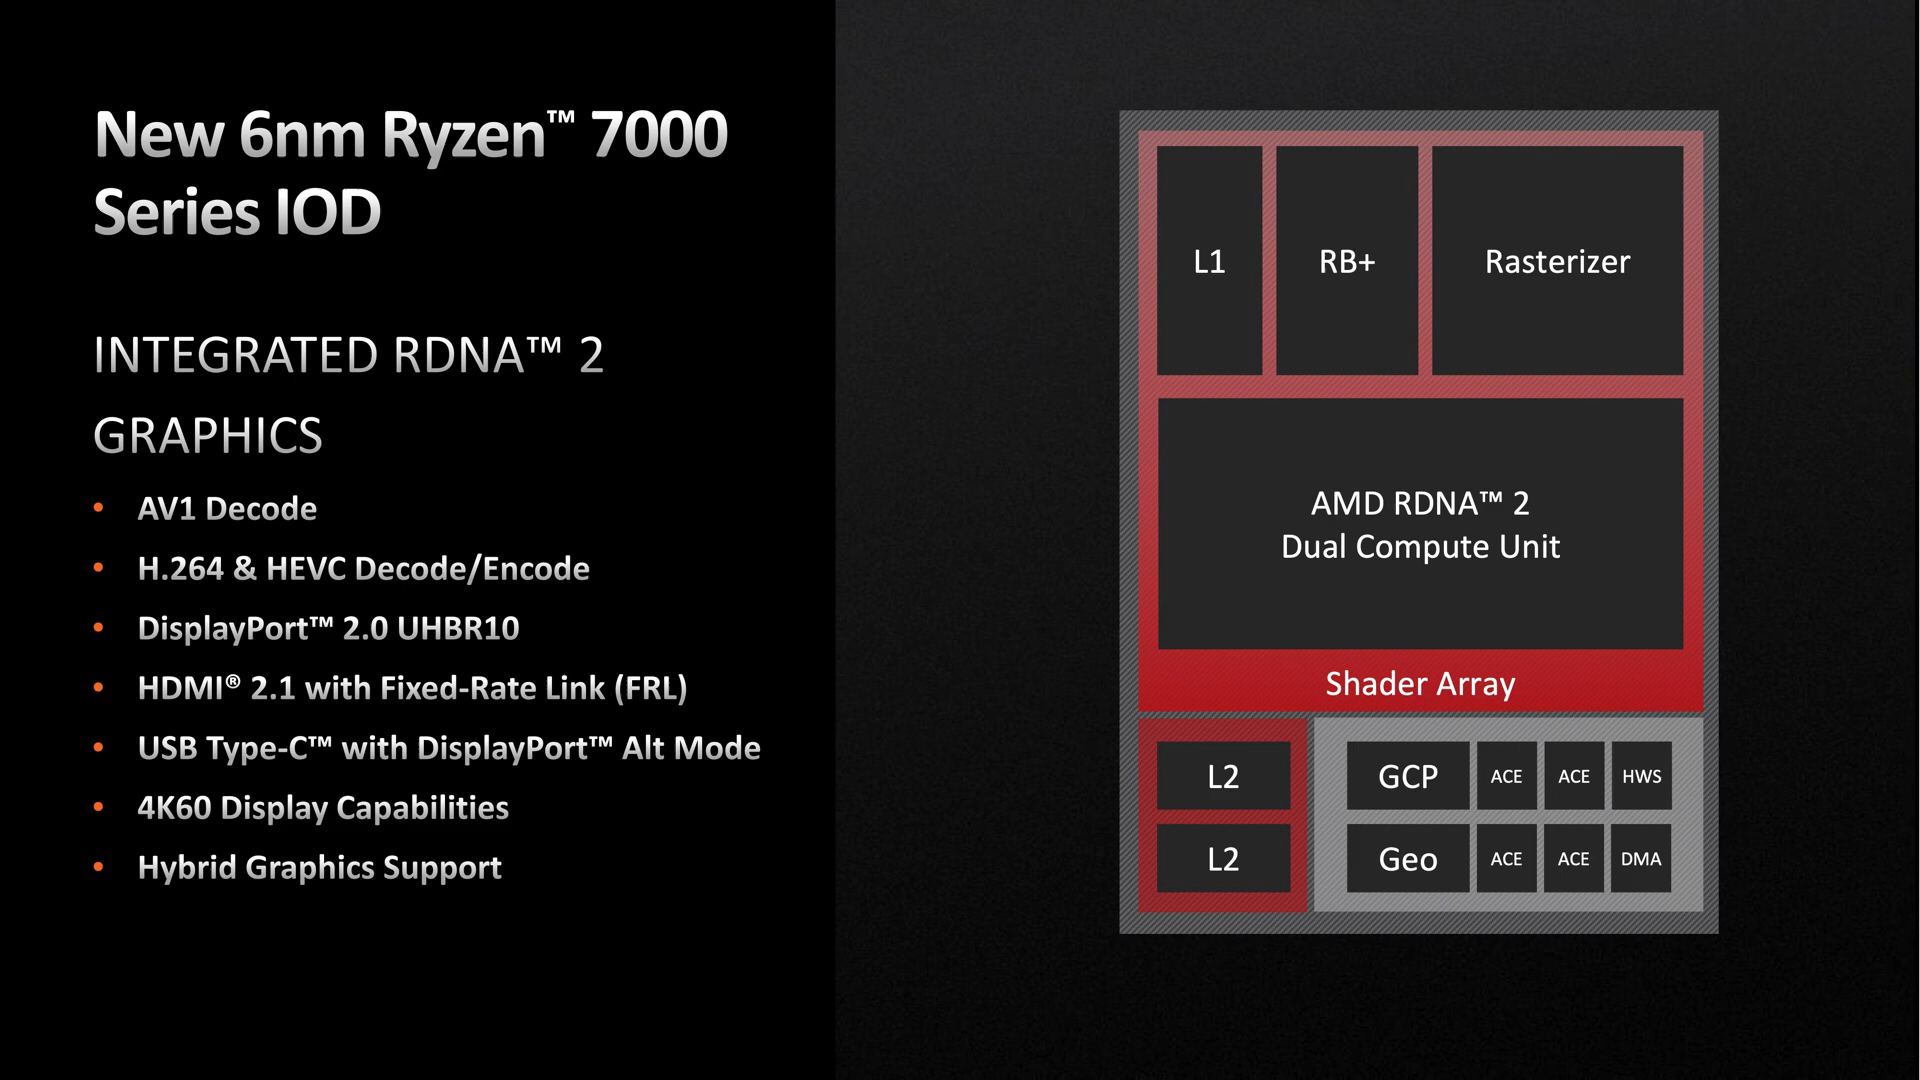 New 6nm Ryzen™ 7000
Series IOD
INTEGRATED RDNA™ 2
GRAPHICS
• AV1 Decode
• H.264 & HEVC Decode/Encode
• DisplayPort™ 2.0 UHBR10
• HDMI® 2.1 with Fixed-Rate Link (FRL)
• USB Type-C™ with DisplayPort™ Alt Mode
• 4K60 Display Capabilities
• Hybrid Graphics Support
L1
RB+
Rasterizer
AMD RDNA™ 2
Dual Compute Unit
Shader Array
L2
L2
GCP
ACE
ACE
HWS
Geo
ACE
ACE
DMA